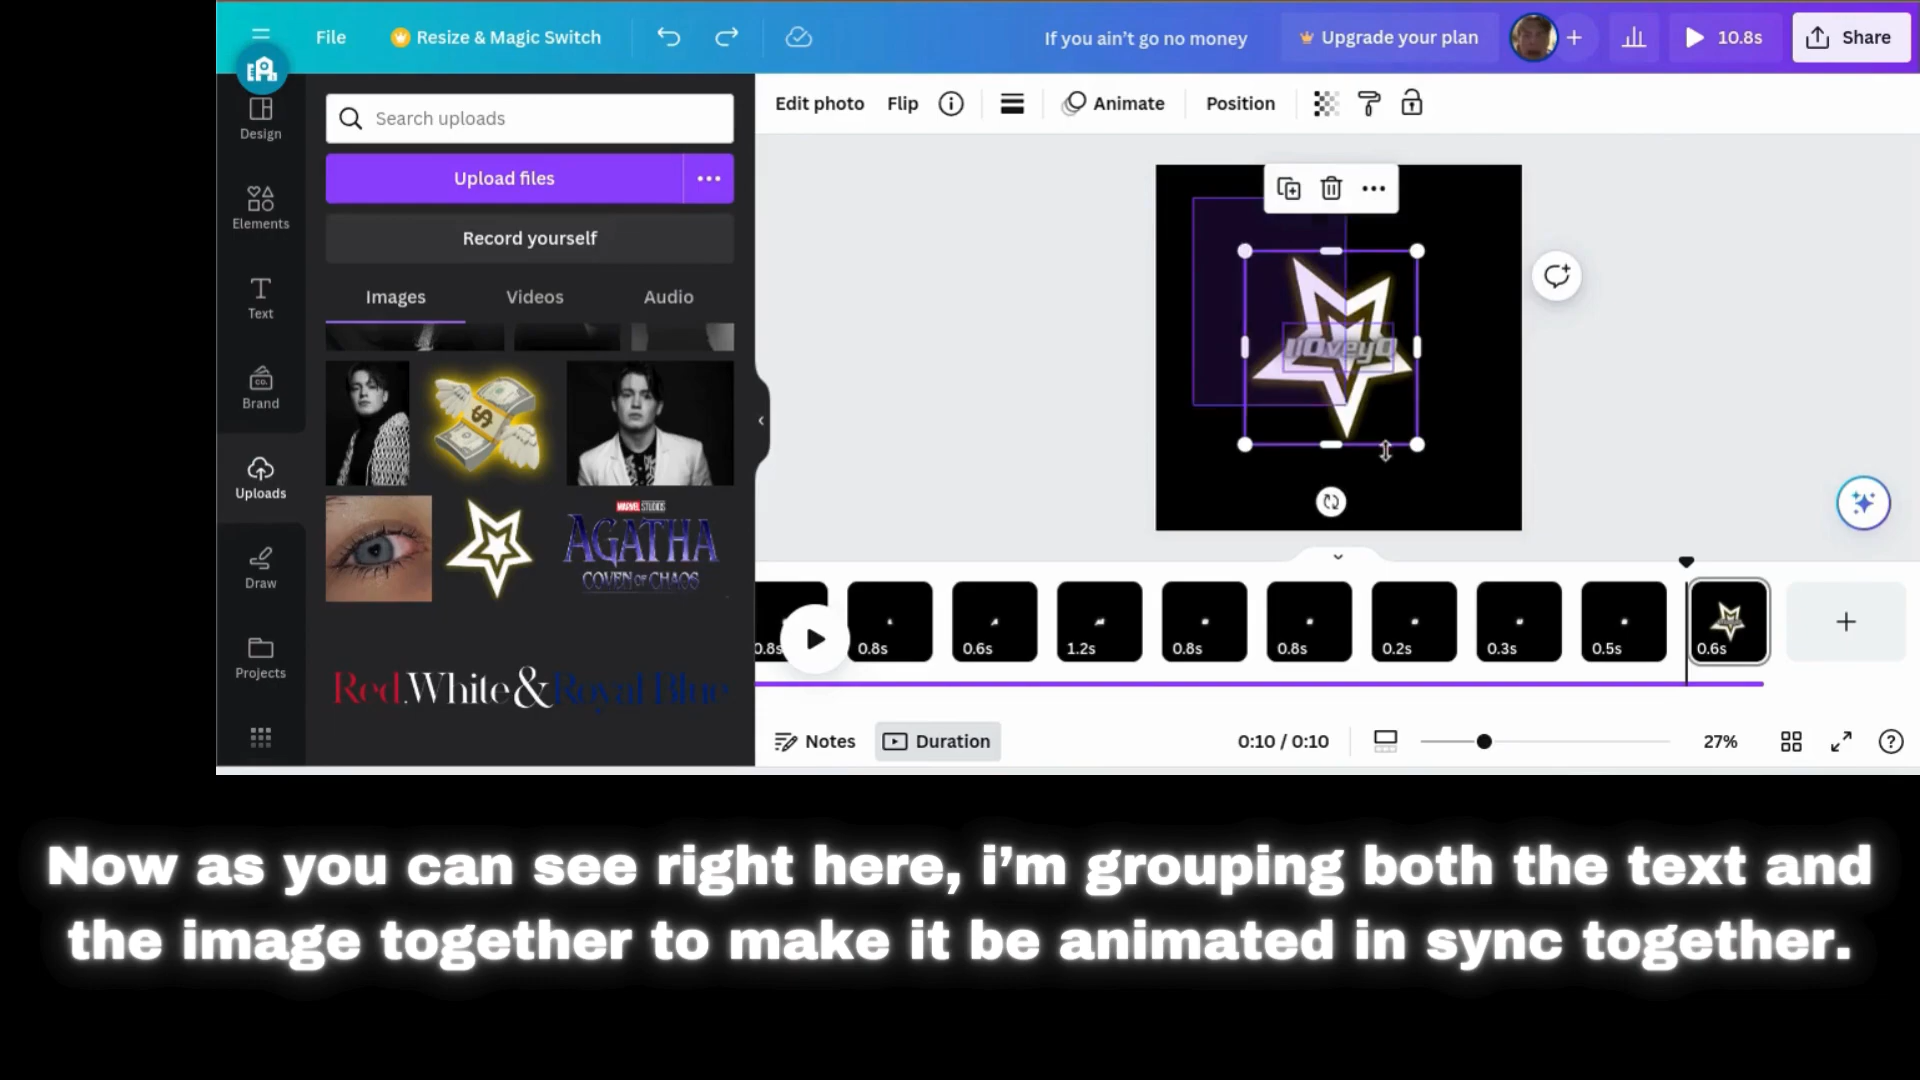 File
Resize & Magic Switch
If you ain't go no money
Upgrade your plan
10.8s
Share
Design
Elements
Text
CO.
Brand
Uploads
Draw
Projects
Search uploads
Upload files
Record yourself
Images
Videos
Audio
MARVEL STUDIOS
AGATHA
COVEN OF CHAOS
Red, White & Royal Blue
Edit photo
Flip
Animate
Position
0.8s
0.8s
0.6s
1.2s
0.8s
0.8s
0.2s
0.3s
0.5s
0.6s
Notes
Duration
0:10 / 0:10
27%
Now as you can see right here, i'm grouping both the text and
the image together to make it be animated in sync together.